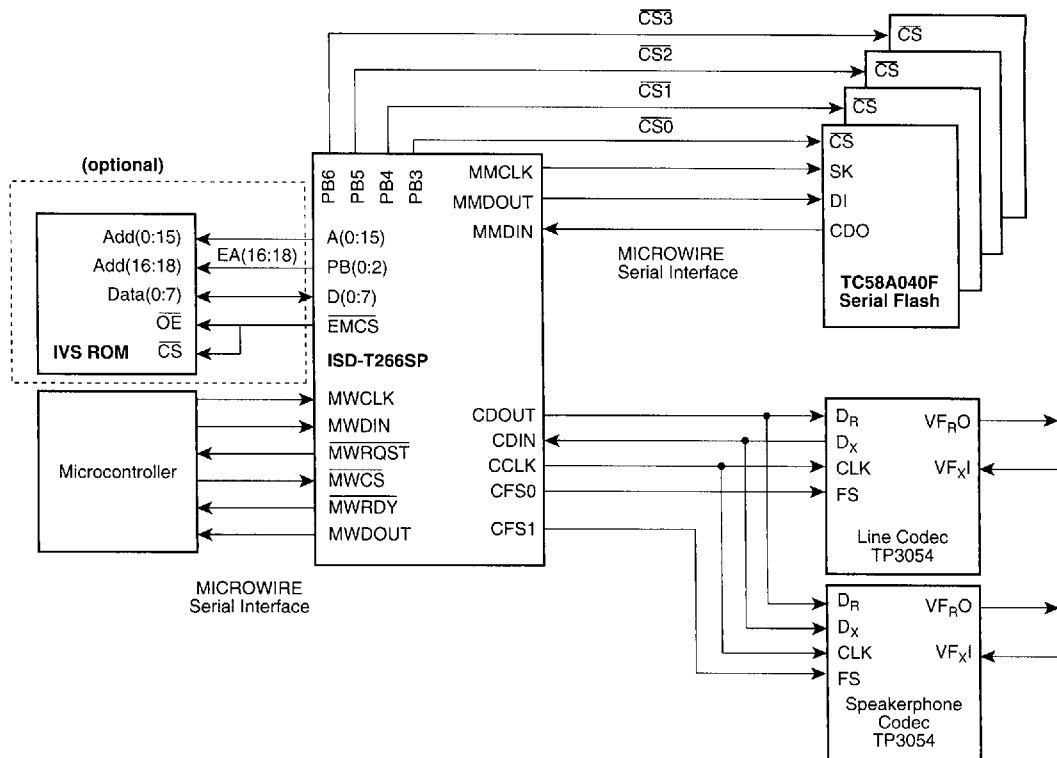 CS3
CS
CS2
CS
CS1
CS
CS0
CS
SK
DI
CDO
TC58A040F
Serial Flash
(optional)
PB6
PB5
PB4
PB3
MMCLK
MMDOUT
MMDIN
MICROWIRE
Serial Interface
Add(0:15)
Add(16:18)
Data(0:7)
OE
CS
IVS ROM
EA(16:18)
A(0:15)
PB(0:2)
D(0:7)
EMCS
ISD-T266SP
MWCLK
MWDIN
MWRQST
MWCS
MWRDY
MWDOUT
Microcontroller
MICROWIRE
Serial Interface
CDOUT
CDIN
CCLK
CFS0
CFS1
DR
DX
CLK
FS
VFRO
VFXI
Line Codec
TP3054
DR
DX
CLK
FS
VFRO
VFXI
Speakerphone
Codec
TP3054